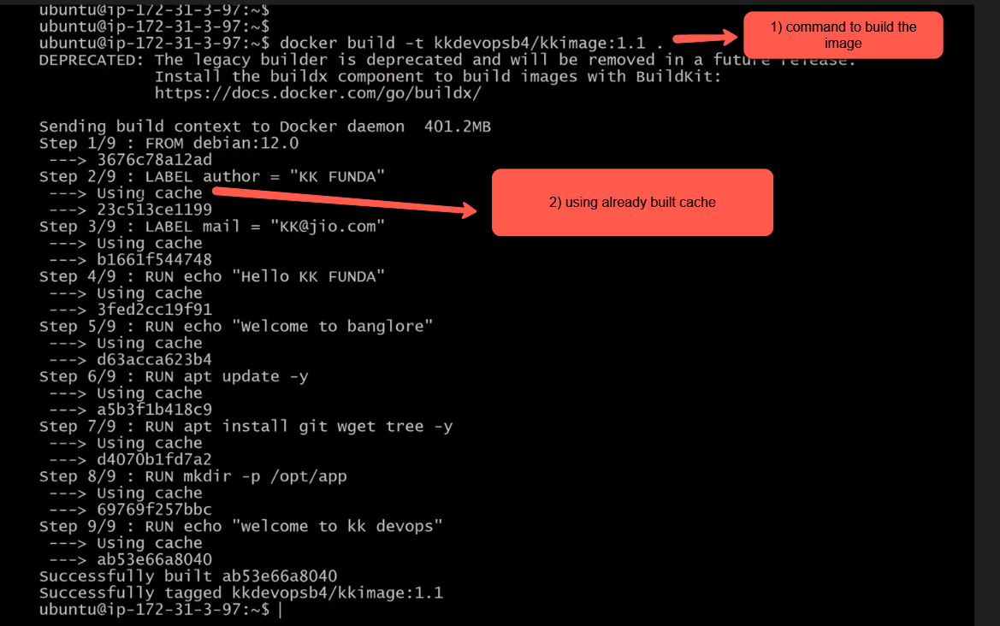 ubuntu@ip-172-31-3-97:~$
ubuntu@ip-172-31-3-97:~$
ubuntu@ip-172-31-3-97:~$ docker build -t kkdevopsb4/kkimage:1.1 .
1) command to build the
image
DEPRECATED: The legacy builder is deprecated and will be removed in a future release.
Install the buildx component to build images with BuildKit:
https://docs.docker.com/go/buildx/
Sending build context to Docker daemon  401.2MB
Step 1/9 : FROM debian:12.0
---> 3676c78a12ad
Step 2/9 : LABEL author = "KK FUNDA"
---> Using cache
2) using already built cache
---> 23c513ce1199
Step 3/9 : LABEL mail = "KK@jio.com"
---> Using cache
---> b1661f544748
Step 4/9 : RUN echo "Hello KK FUNDA"
---> Using cache
---> 3fed2cc19f91
Step 5/9 : RUN echo "Welcome to banglore"
---> Using cache
---> d63acca623b4
Step 6/9 : RUN apt update -y
---> Using cache
---> a5b3f1b418c9
Step 7/9 : RUN apt install git wget tree -y
---> Using cache
---> d4070b1fd7a2
Step 8/9 : RUN mkdir -p /opt/app
---> Using cache
---> 69769f257bbc
Step 9/9 : RUN echo "welcome to kk devops"
---> Using cache
---> ab53e66a8040
Successfully built ab53e66a8040
Successfully tagged kkdevopsb4/kkimage:1.1
ubuntu@ip-172-31-3-97:~$